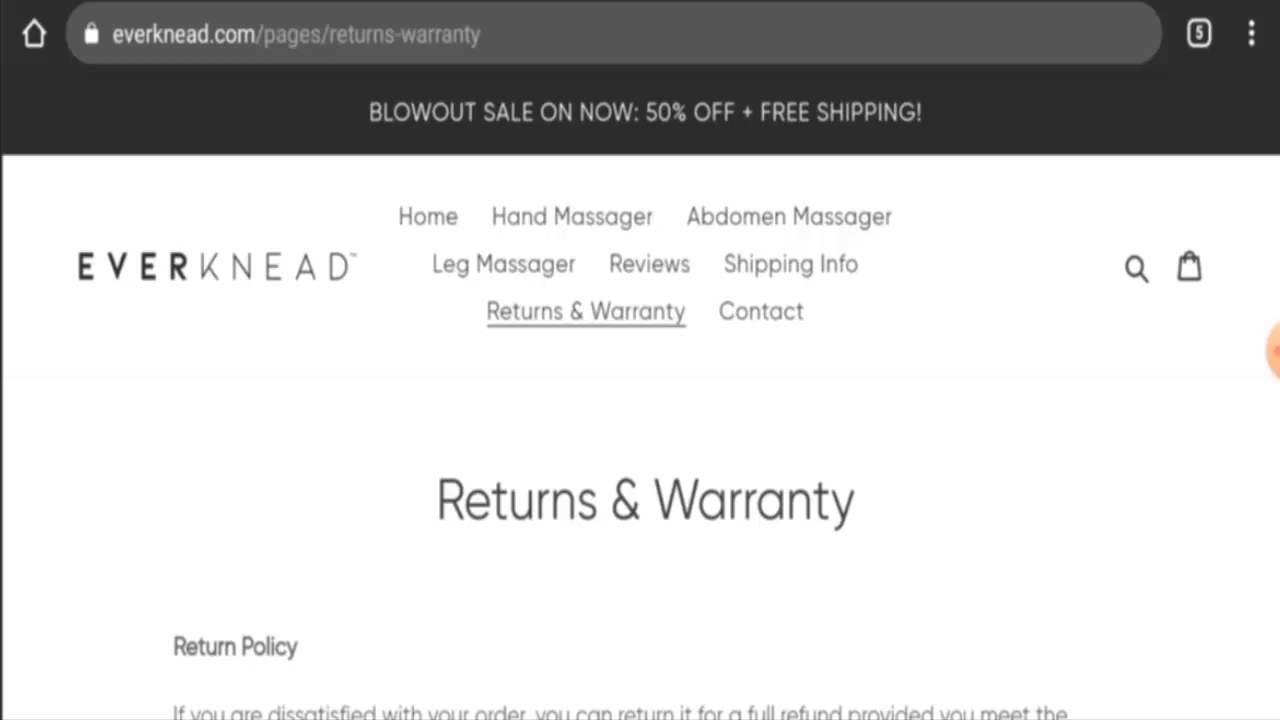 everknead.com/pages/returns-warranty
5
BLOWOUT SALE ON NOW: 50% OFF + FREE SHIPPING!
Home Hand Massager Abdomen Massager
EVERKNEAD™
Leg Massager Reviews Shipping Info
Returns & Warranty Contact
Returns & Warranty
Return Policy
If you are dissatisfied with your order, you can return it for a full refund provided you meet the